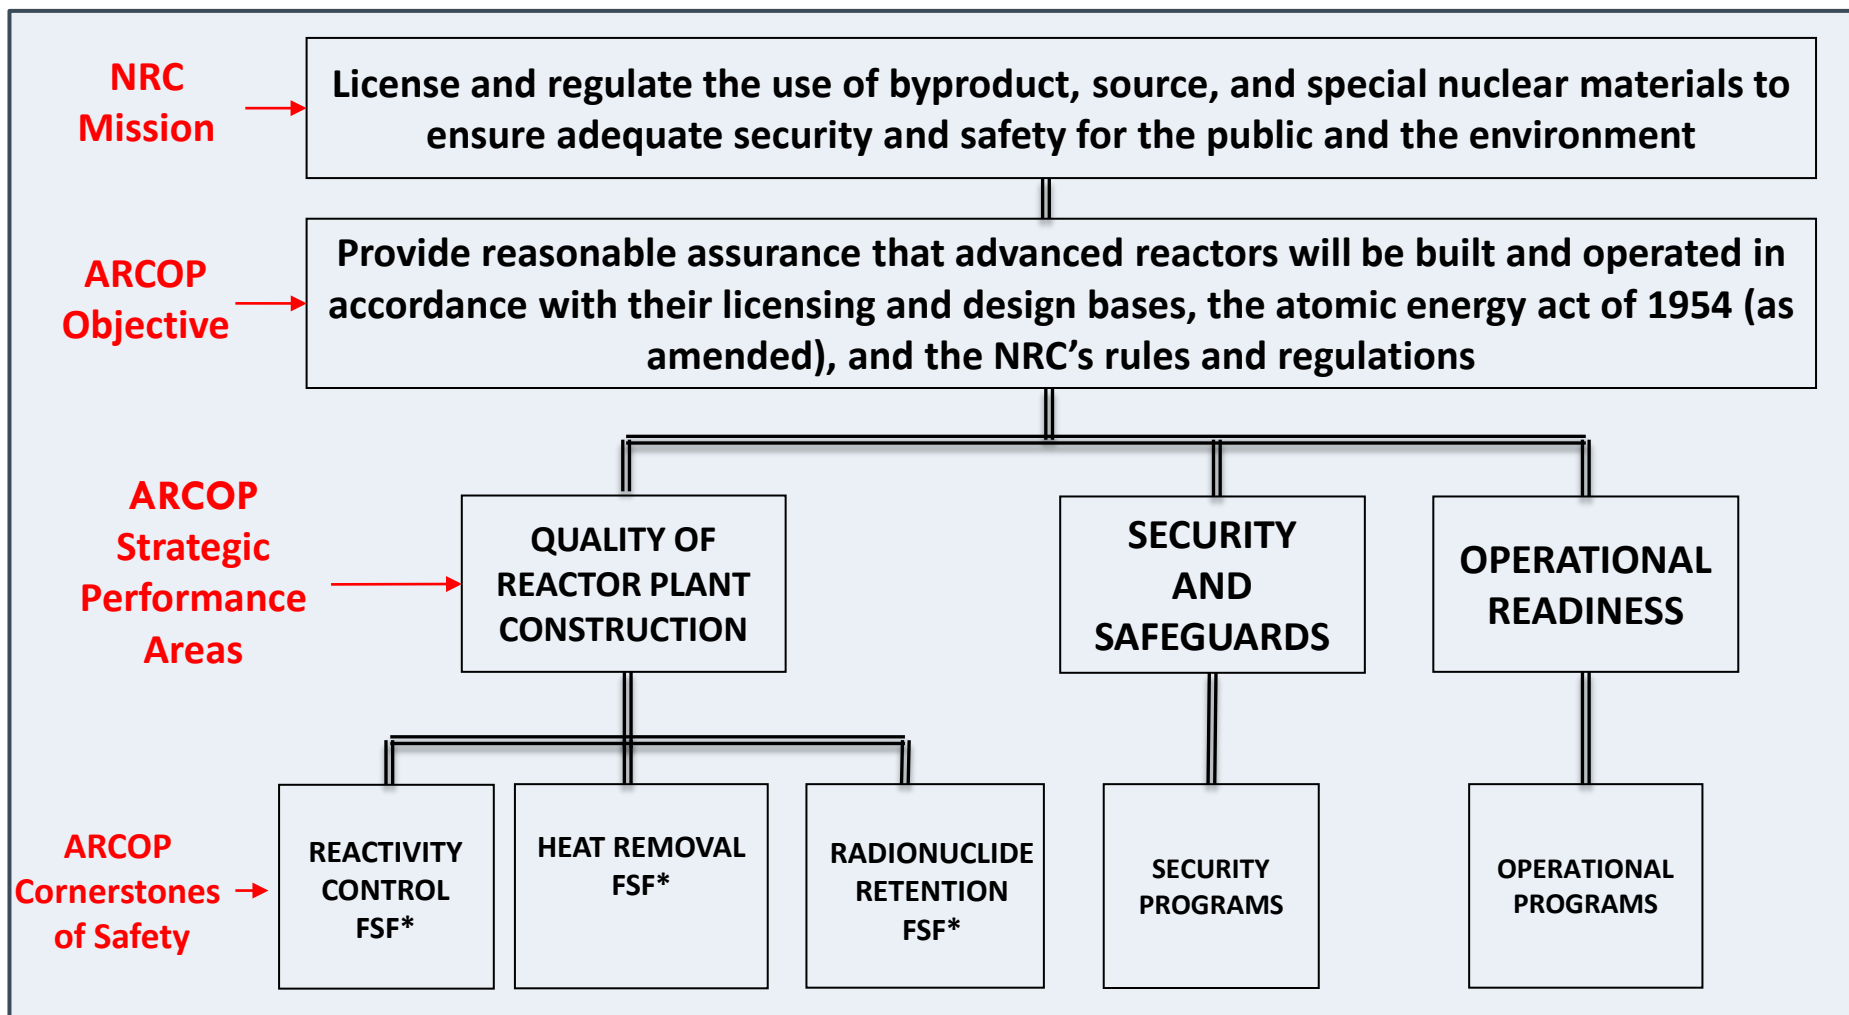 NRC
Mission
License and regulate the use of byproduct, source, and special nuclear materials to
ensure adequate security and safety for the public and the environment
ARCOP
Objective
Provide reasonable assurance that advanced reactors will be built and operated in
accordance with their licensing and design bases, the atomic energy act of 1954 (as
amended), and the NRC’s rules and regulations
ARCOP
Strategic
Performance
Areas
QUALITY OF
REACTOR PLANT
CONSTRUCTION
SECURITY
AND
SAFEGUARDS
OPERATIONAL
READINESS
ARCOP
Cornerstones
of Safety
REACTIVITY
CONTROL
FSF*
HEAT REMOVAL
FSF*
RADIONUCLIDE
RETENTION
FSF*
SECURITY
PROGRAMS
OPERATIONAL
PROGRAMS